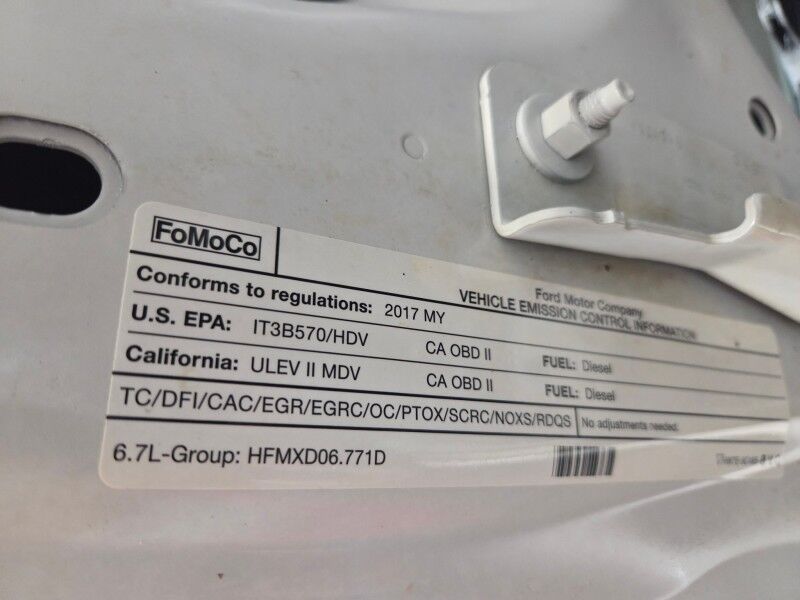 FoMoCo
Ford Motor Company
VEHICLE EMISSION CONTROL INFORMATION
Conforms to regulations: 2017 MY
U.S. EPA: IT3B570/HDV CA OBD II FUEL: Diesel
California: ULEV II MDV CA OBD II FUEL: Diesel
TC/DFI/CAC/EGR/EGRC/OC/PTOX/SCRC/NOXS/RDQS No adjustments needed.
6.7L-Group: HFMXD06.771D